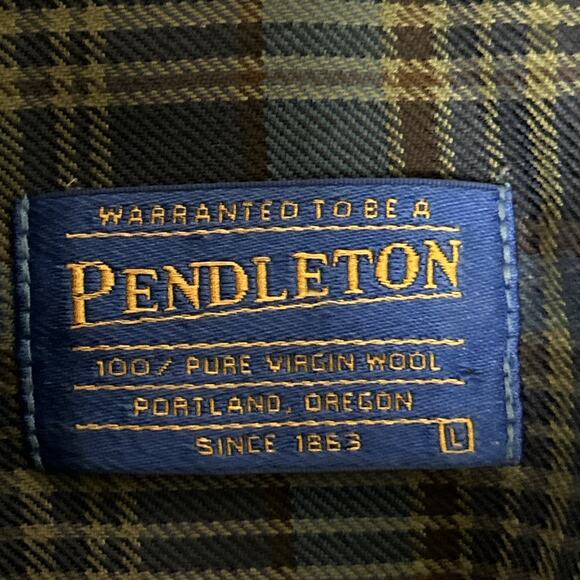 WARRANTED TO BE A
PENDLETON
100% PURE VIRGIN WOOL
PORTLAND, OREGON
SINCE 1863 L